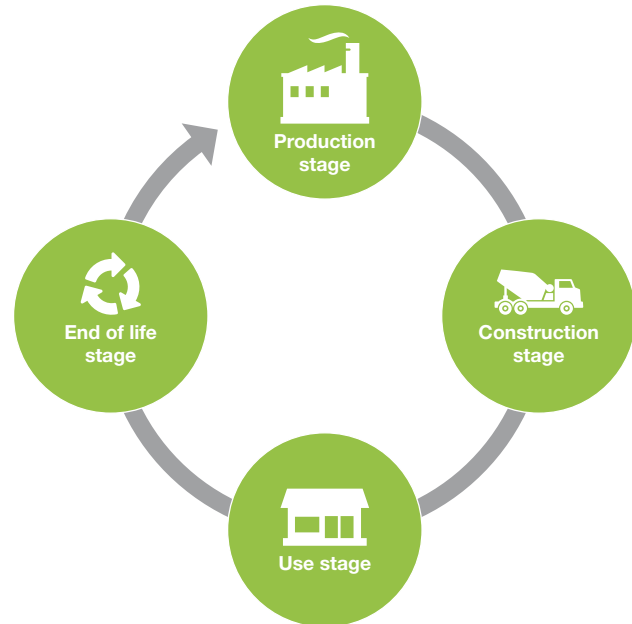 Production
stage
Construction
stage
Use stage
End of life
stage